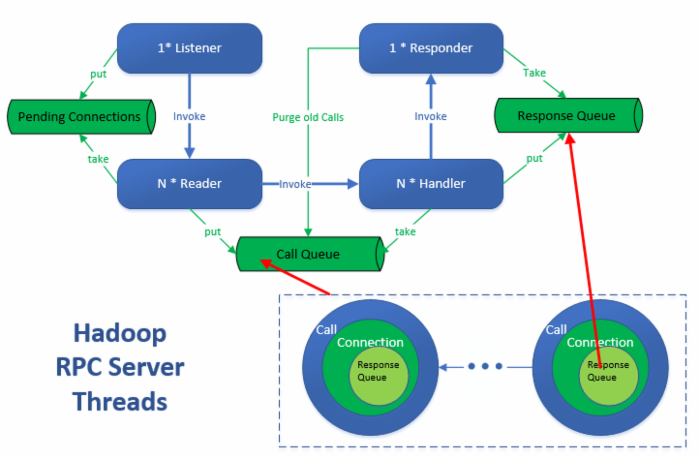 1* Listener
1 * Responder
put
Take
Pending Connections
Invoke
Purge old Calls
Invoke
Response Queue
take
put
N * Reader
Invoke
N * Handler
put
take
Call Queue
Hadoop
RPC Server
Threads
Call
Connection
Response
Queue
Call
Connection
Response
Queue